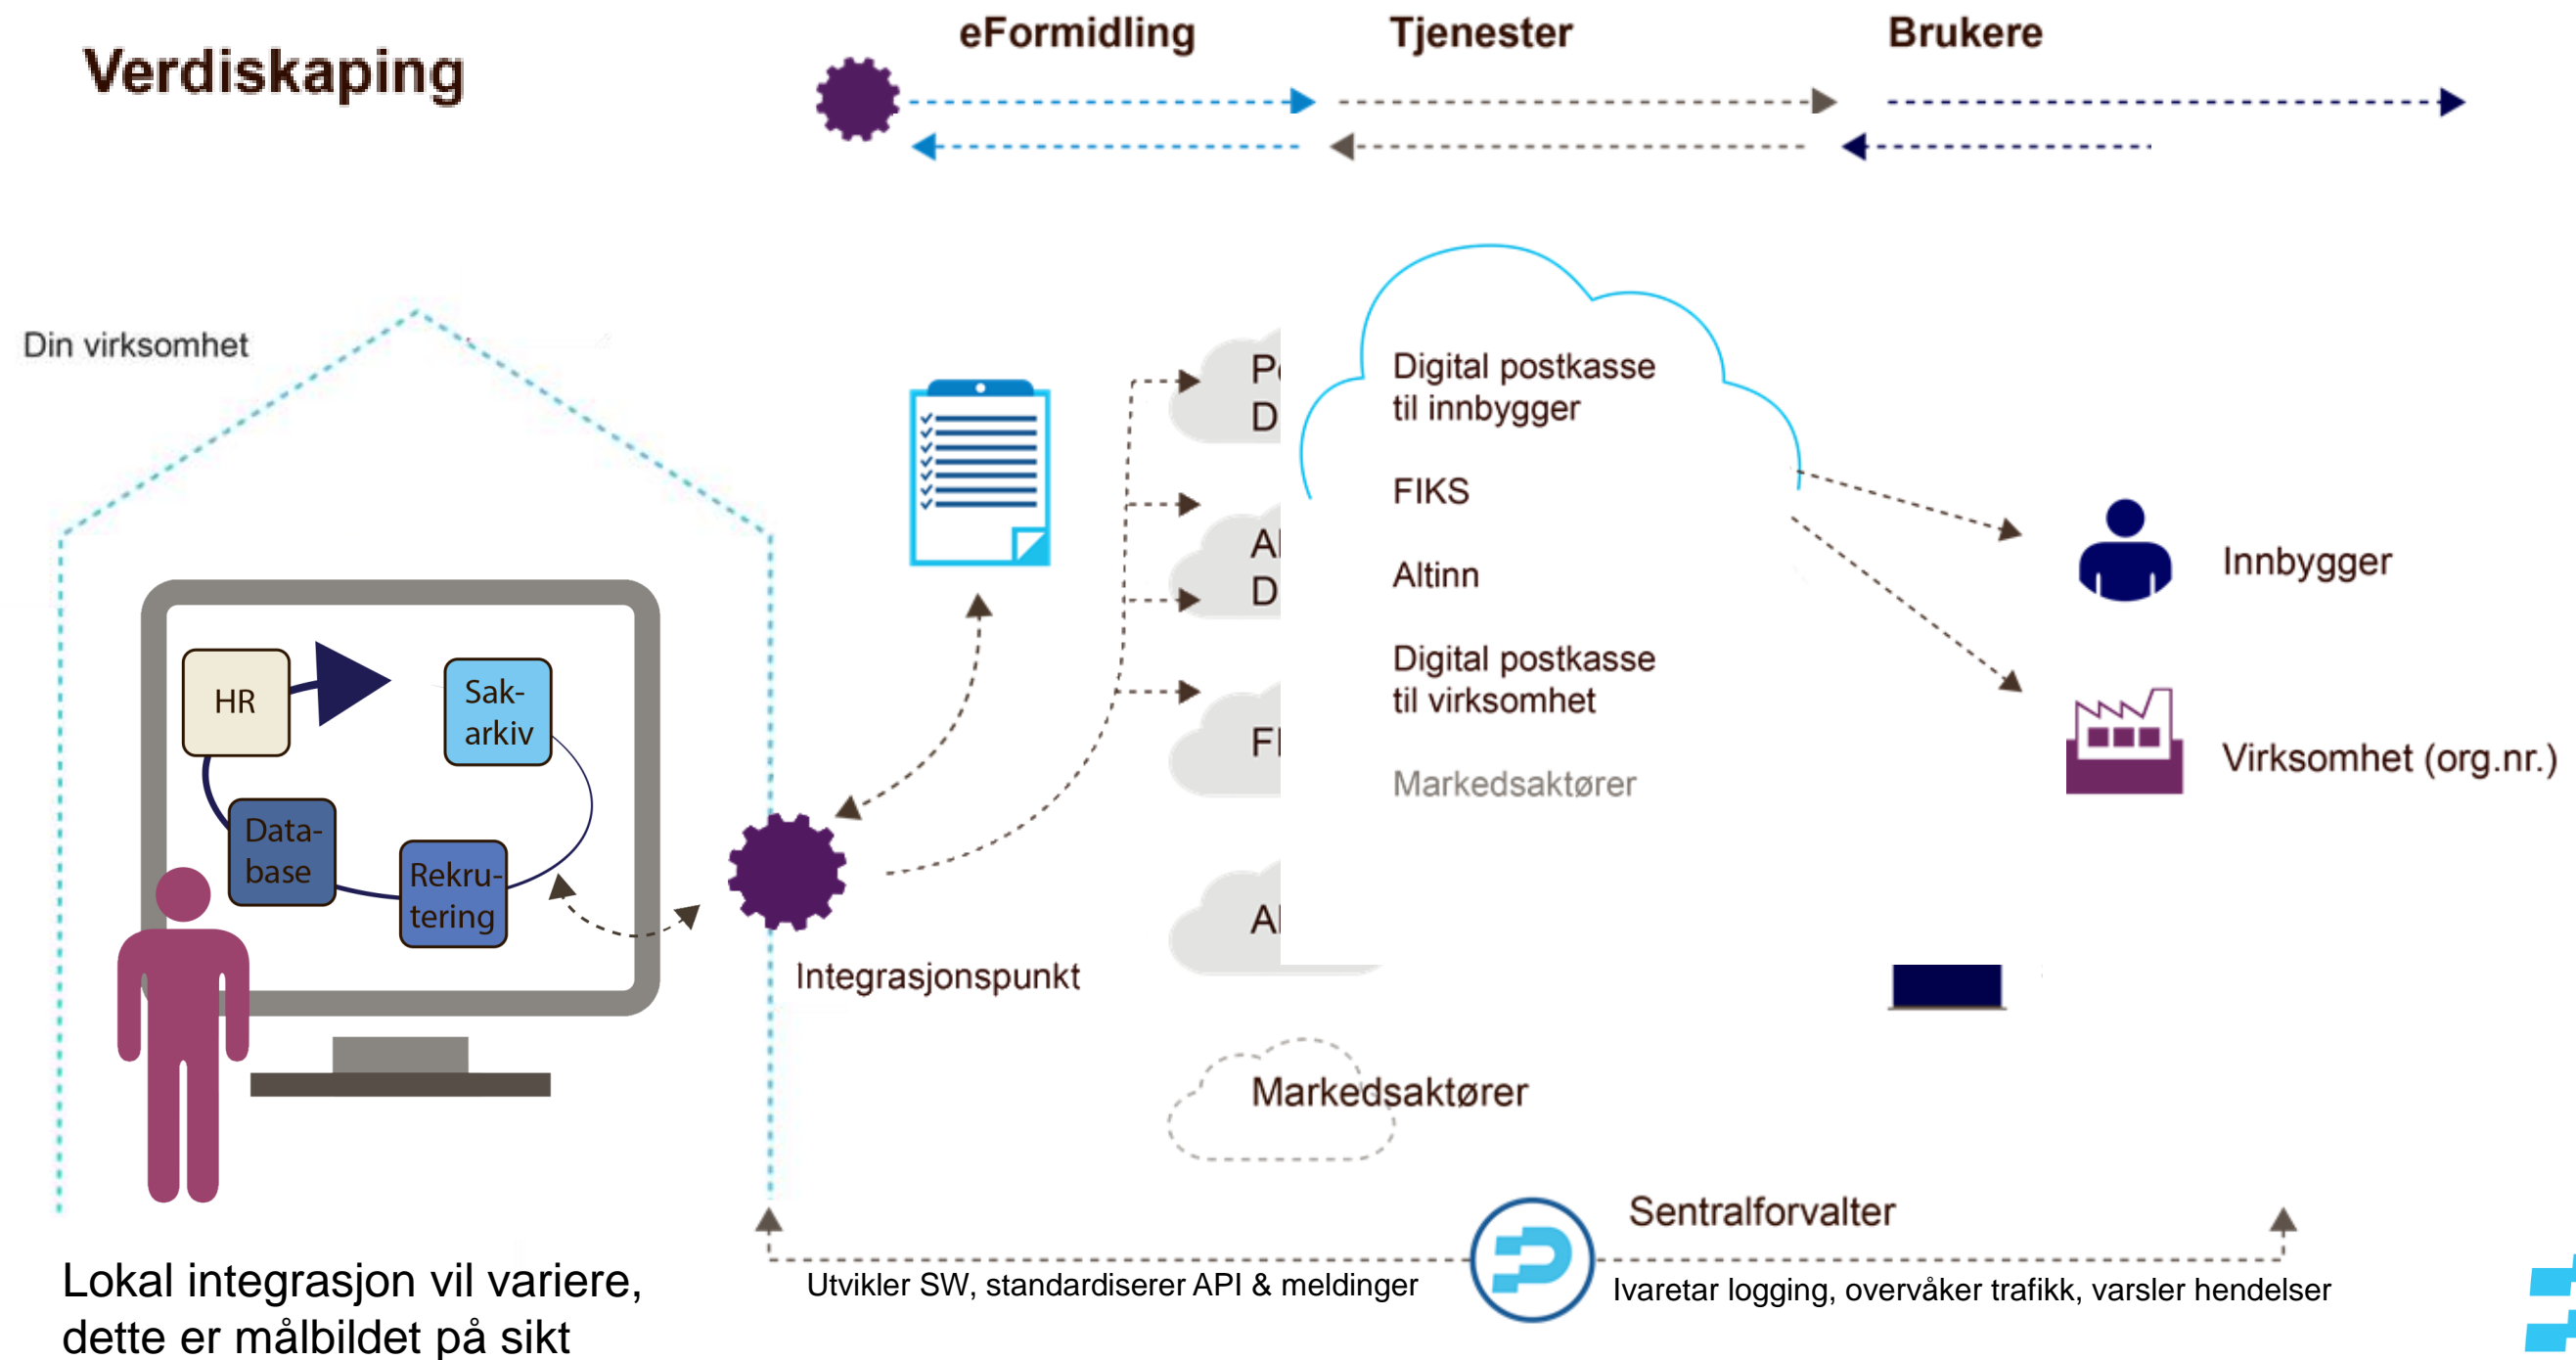 Verdiskaping
eFormidling
Tjenester
Brukere
Din virksomhet
HR
Sak-
arkiv
Data-
base
Rekru-
tering
Integrasjonspunkt
Digital postkasse
til innbygger
FIKS
Altinn
Digital postkasse
til virksomhet
Markedsaktører
Markedsaktører
Innbygger
Virksomhet (org.nr.)
Sentralforvalter
Utvikler SW, standardiserer API & meldinger
Ivaretar logging, overvåker trafikk, varsler hendelser
Lokal integrasjon vil variere,
dette er målbildet på sikt